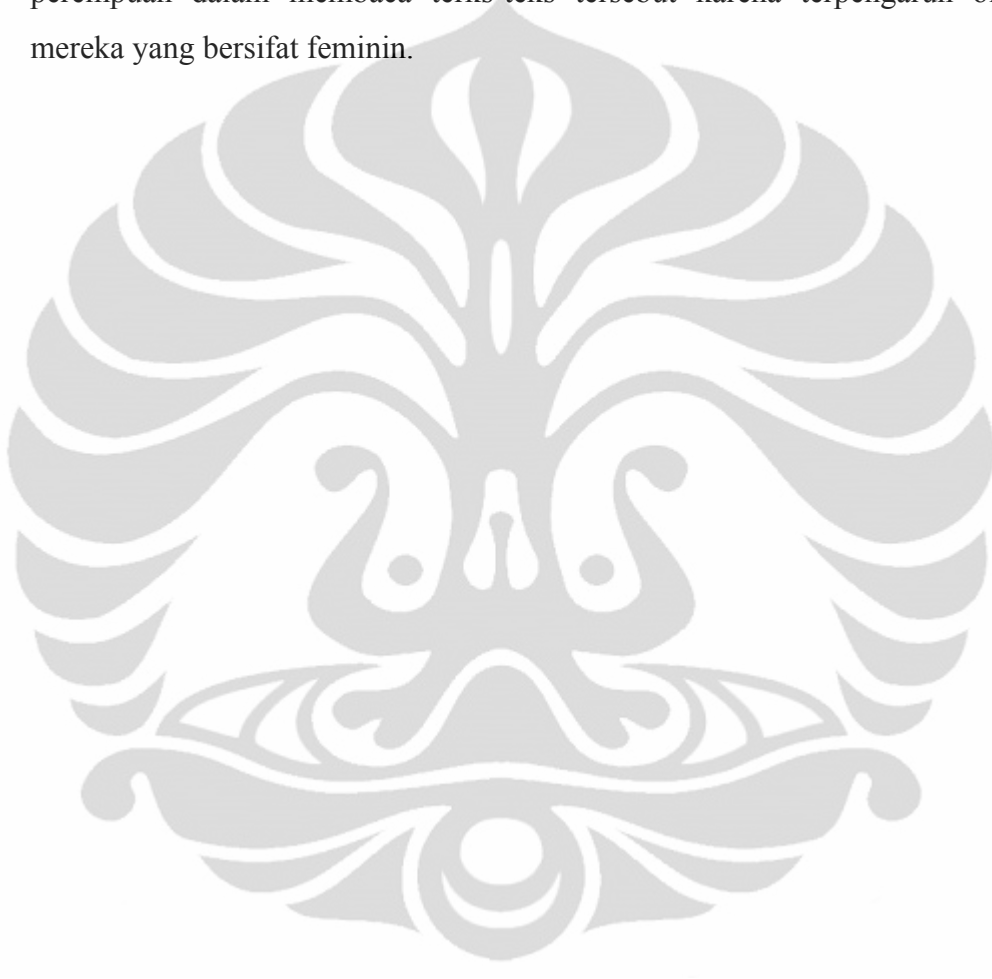 perempuan dalam membaca teks-teks tersebut karena terpengaruh
mereka yang bersifat feminin.